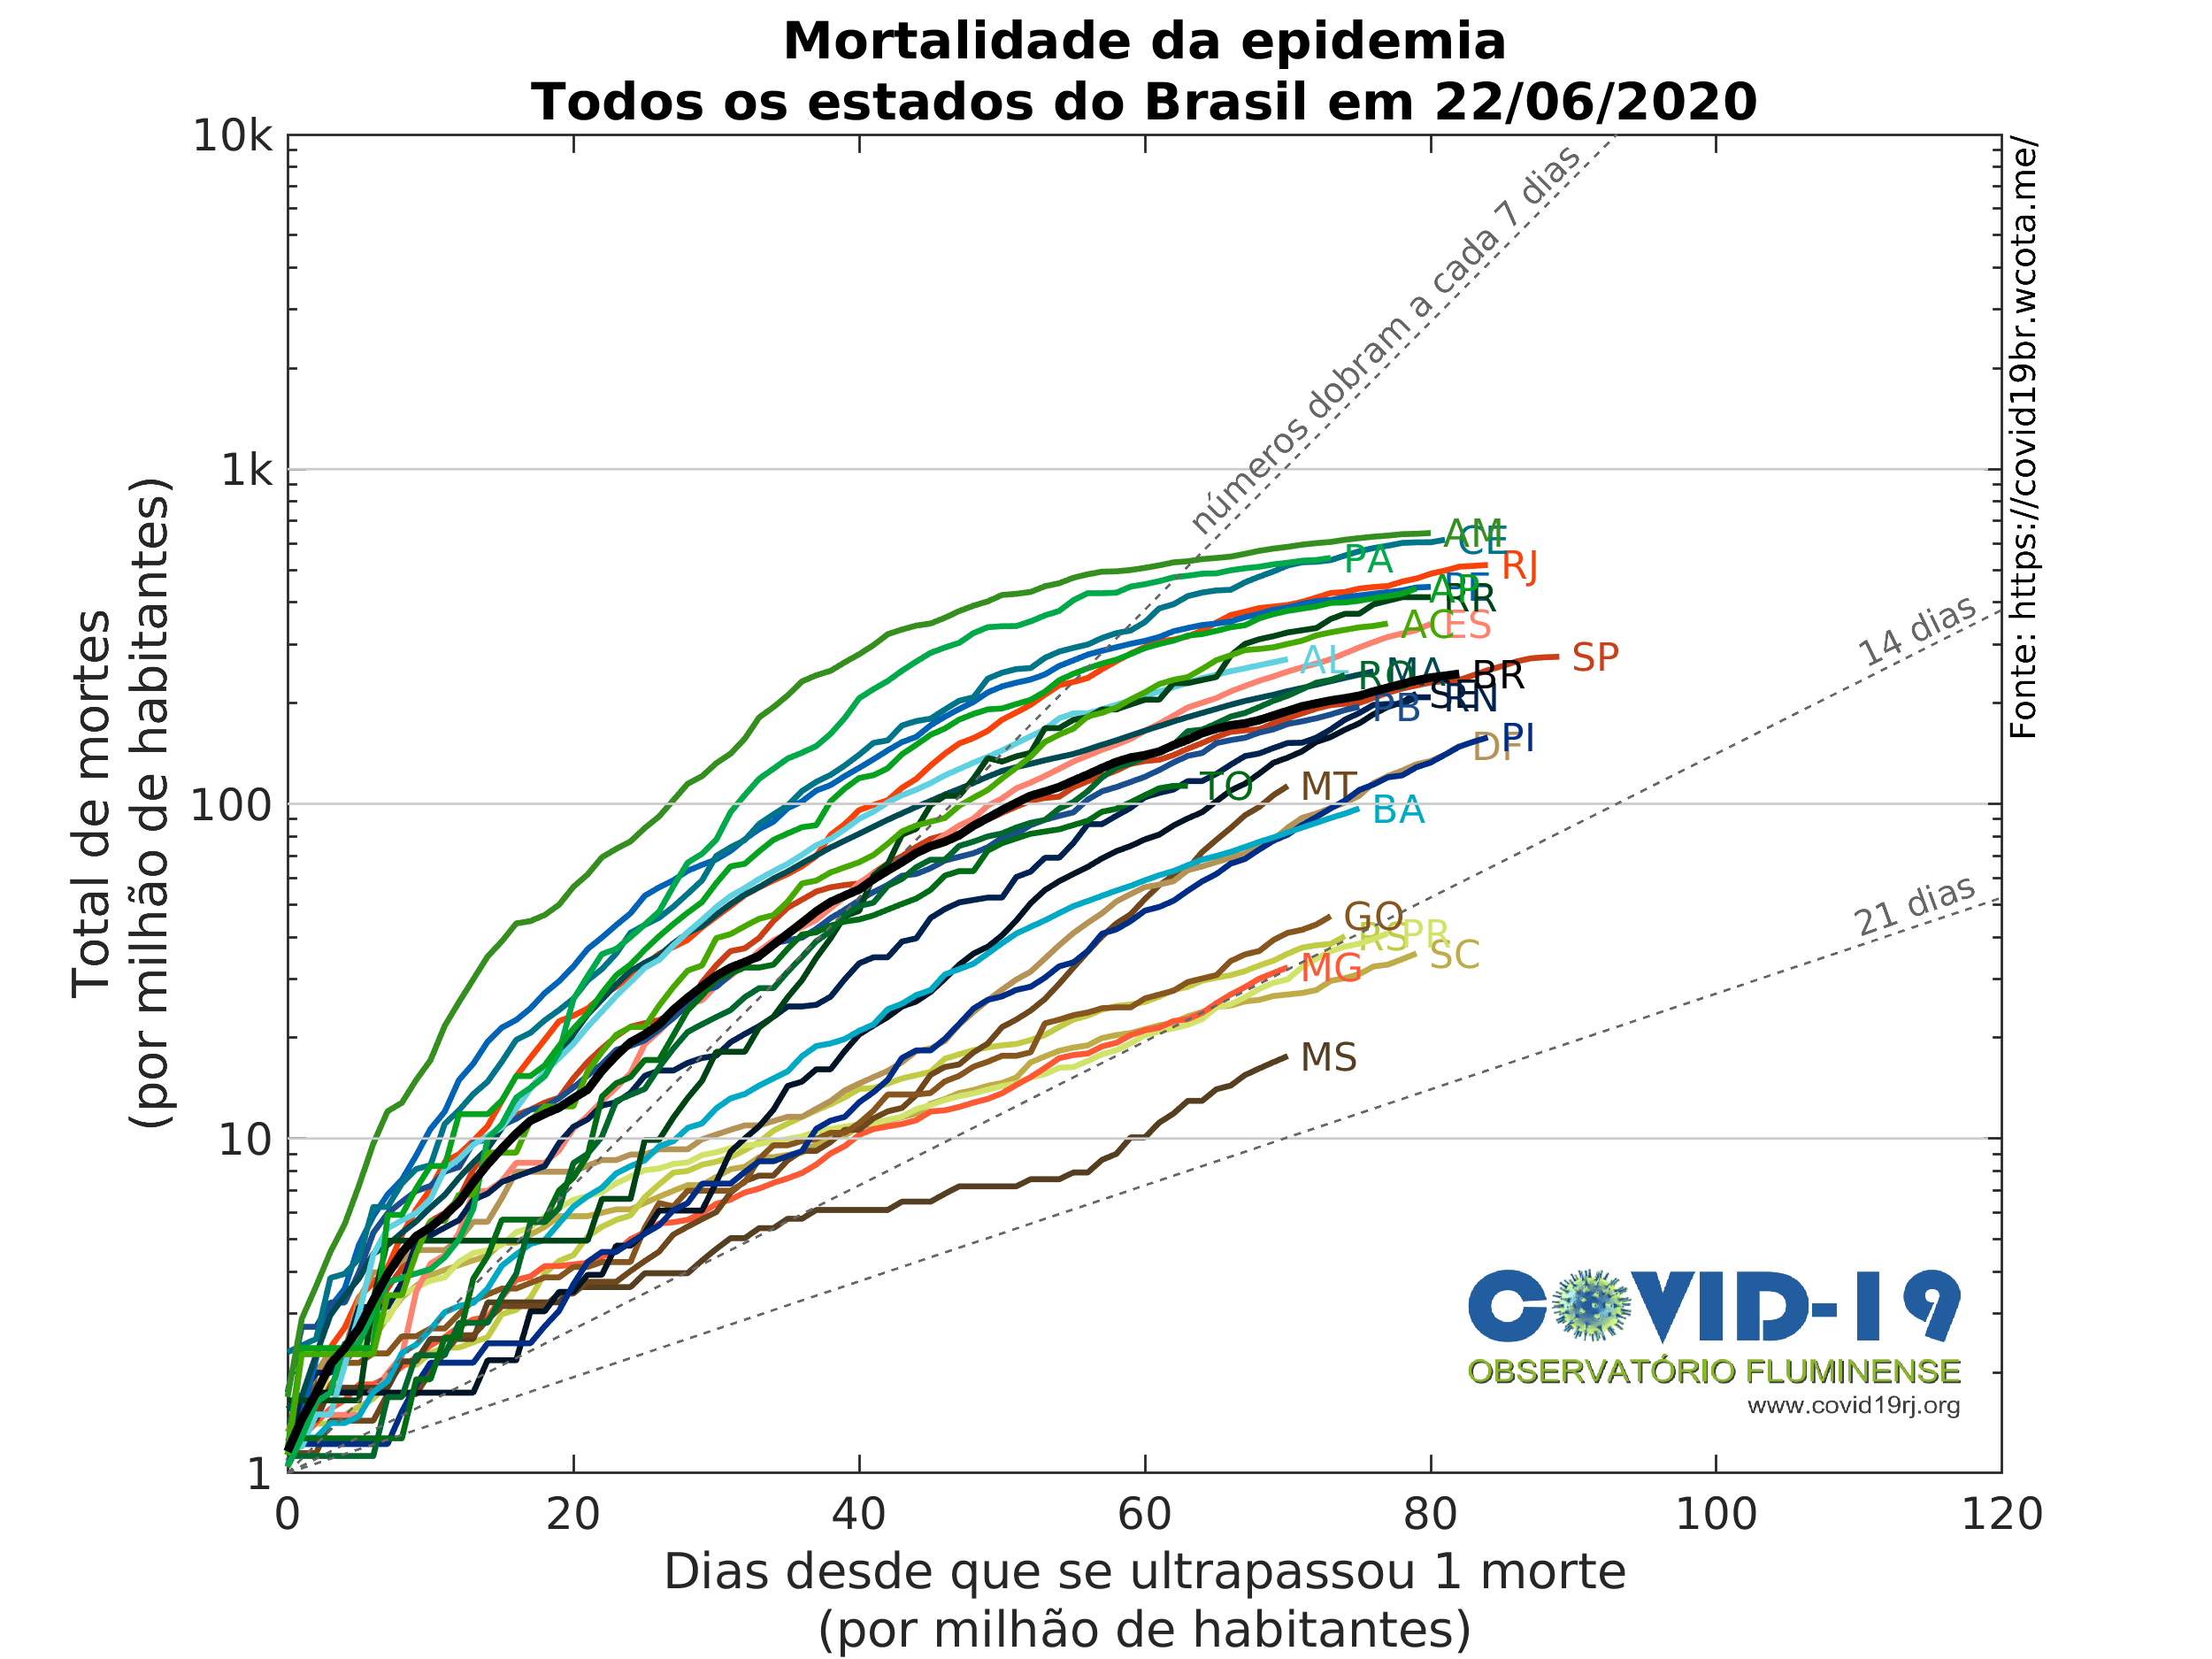 Mortalidade da epidemia
Todos os estados do Brasil em 22/06/2020
10k
1k
100
10
1
Total de mortes
(por milhão de habitantes)
0 20 40 60 80 100 120
Dias desde que se ultrapassou 1 morte
(por milhão de habitantes)
Fonte: https://covid19br.wcota.me/
números dobram a cada 7 dias
14 dias
21 dias
AM
CE
PA
RJ
PE
AP
RR
AC
ES
AL
RO
MA
BR
SP
SE
RN
PB
PI
DF
TO
MT
BA
GO
RS
PR
SC
MG
MS
COVID-19
OBSERVATÓRIO FLUMINENSE
www.covid19rj.org